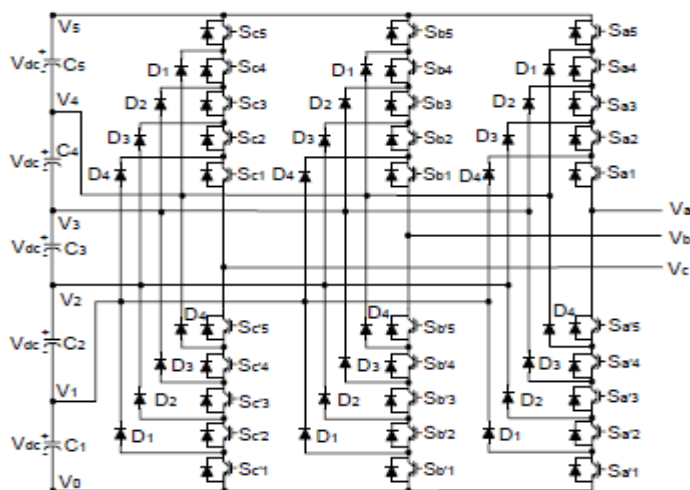 V5 Sc5 Sb5 Sa5
Vdc + - C5 D1 Sc4 D1 Sb4 D1 Sa4
V4 D2 Sc3 D2 Sb3 D2 Sa3
D3 Sc2 D3 Sb2 D3 Sa2
Vdc + - C4 D4 Sc1 D4 Sb1 D4 Sa1
V3 Va
Vdc + - C3 Vb
Vc
V2
D4 Sc'5 Sb'5 D4 Sa'5
Vdc + - C2 D3 Sc'4 D3 Sb'4 D3 Sa'4
V1 D2 Sc'3 D2 Sb'3 D2 Sa'3
Vdc + - C1 D1 Sc'2 D1 Sb'2 D1 Sa'2
V0 Sc'1 Sb'1 Sa'1